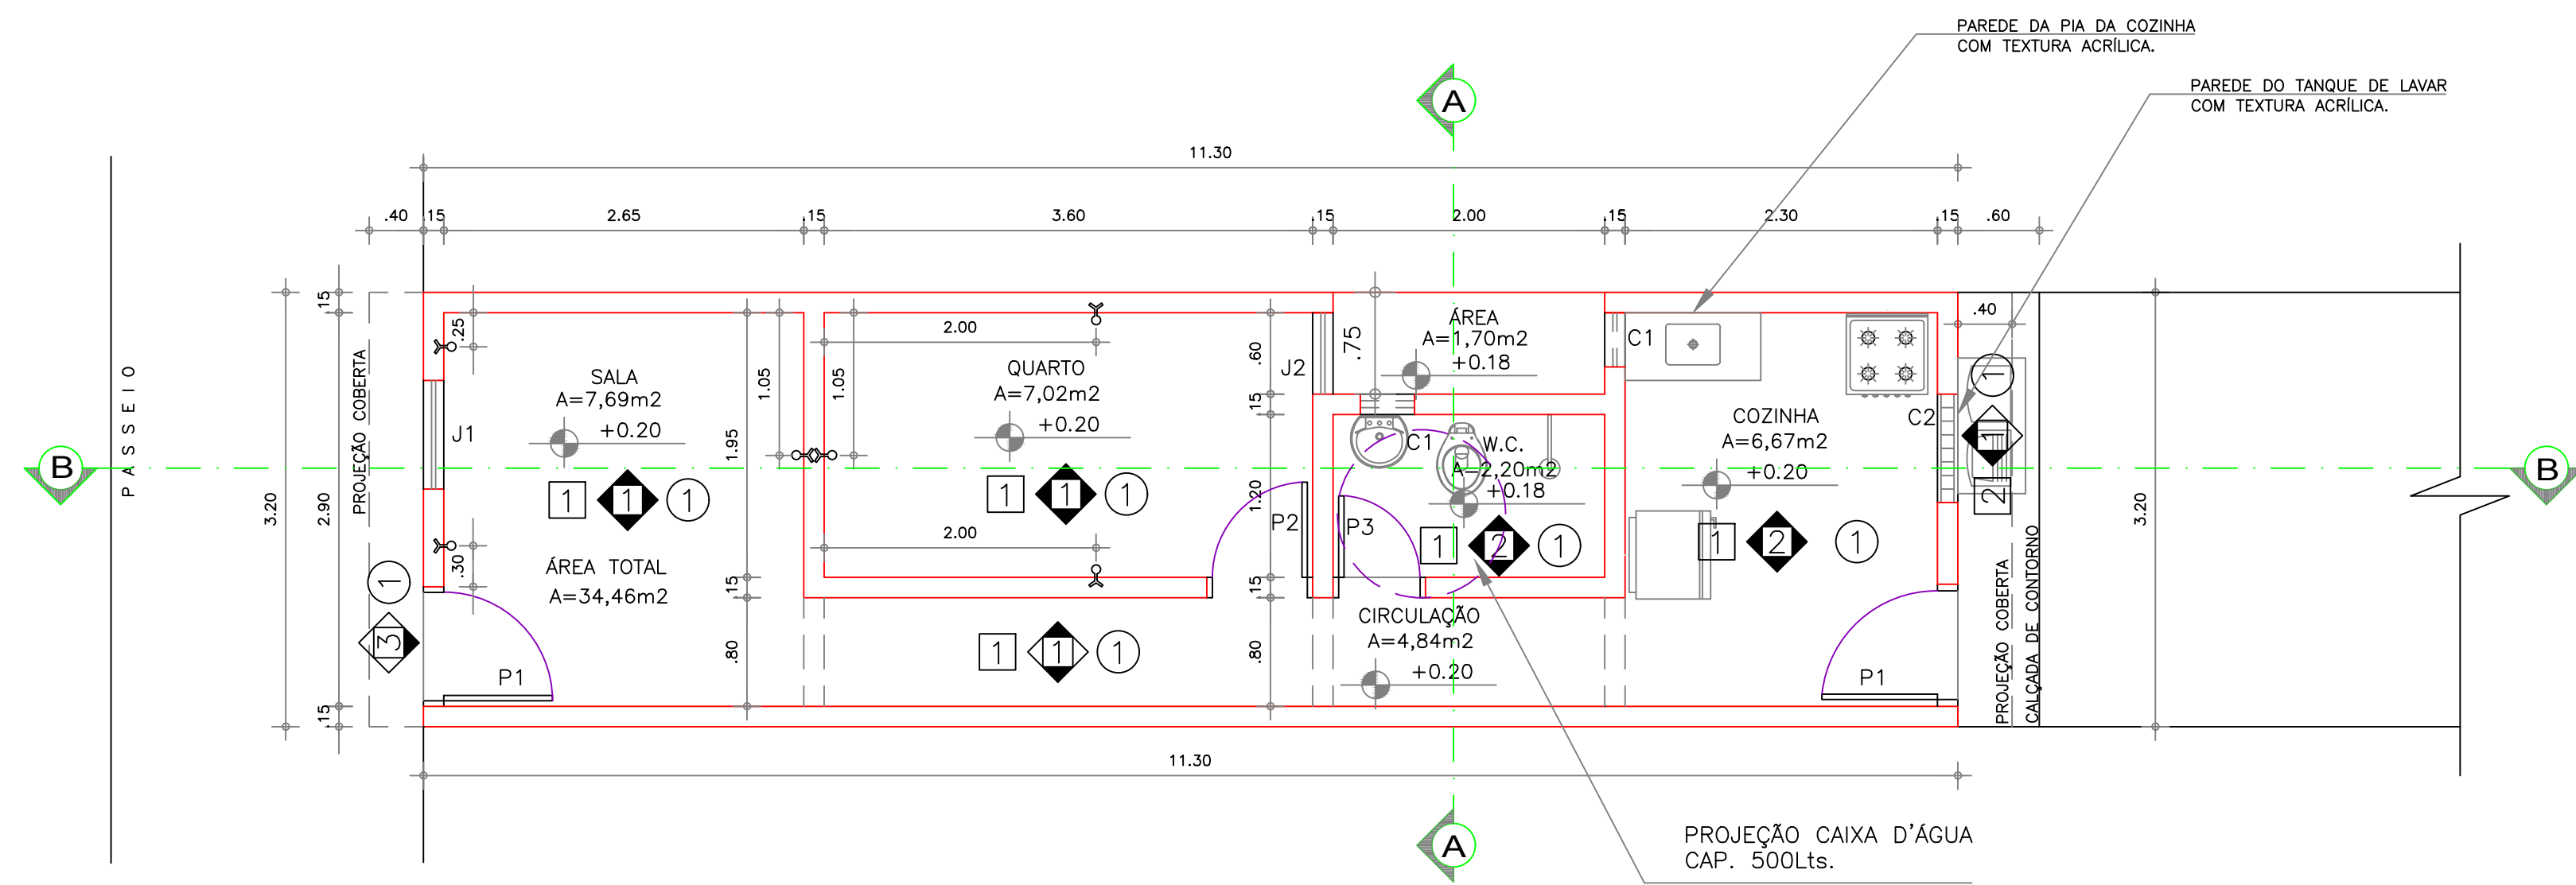 PAREDE DA PIA DA COZINHA
COM TEXTURA ACRÍLICA.
PAREDE DO TANQUE DE LAVAR
COM TEXTURA ACRÍLICA.
A
11.30
.40 .15 2.65 .15 3.60 .15 2.00 .15 2.30 .15 .60
PASSEIO
PROJEÇÃO COBERTA
3.20
.15
2.90
.15
.25
.30
J1
SALA
A=7,69m2
+0.20
1 1 1
ÁREA TOTAL
A=34,46m2
1
3
P1
1.95
.15
.80
1.05
1.05
2.00
QUARTO
A=7,02m2
+0.20
1 1 1
2.00
1 1 1
.60
.15
1.20
.15
.80
J2
P2
P3
.75
ÁREA
A=1,70m2
+0.18
C1
C1
W.C.
A=2,20m2
+0.18
1 2 1
CIRCULAÇÃO
A=4,84m2
+0.20
COZINHA
A=6,67m2
+0.20
1 2 1
C2
P1
.40
1
1
2
PROJEÇÃO COBERTA
CALÇADA DE CONTORNO
3.20
B
B
11.30
A
PROJEÇÃO CAIXA D'ÁGUA
CAP. 500Lts.